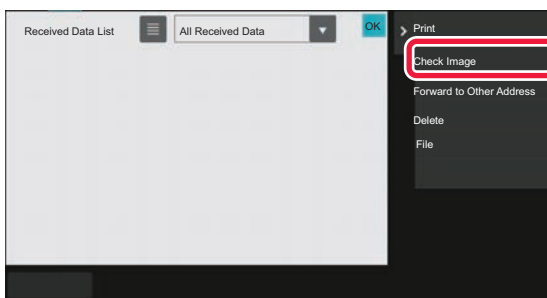 Received Data List
All Received Data
OK
Print
Check Image
Forward to Other Address
Delete
File